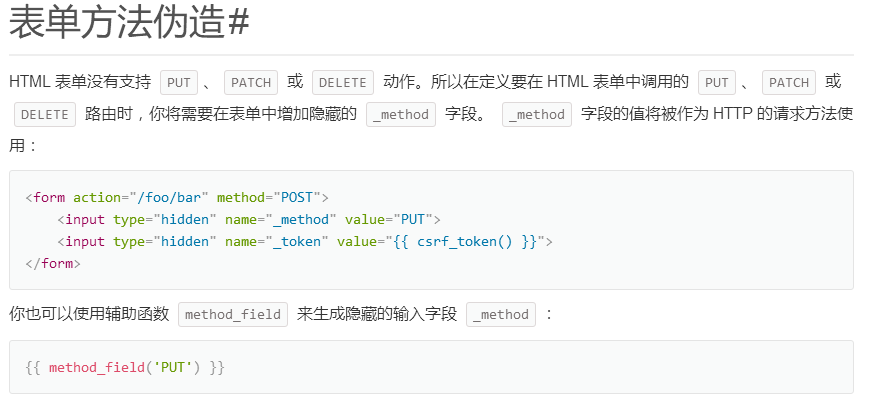 表单方法伪造#
HTML 表单没有支持 PUT 、 PATCH 或 DELETE 动作。所以在定义要在 HTML 表单中调用的 PUT 、 PATCH 或
DELETE 路由时，你将需要在表单中增加隐藏的 _method 字段。 _method 字段的值将被作为 HTTP 的请求方法使
用：
<form action="/foo/bar" method="POST">
    <input type="hidden" name="_method" value="PUT">
    <input type="hidden" name="_token" value="{{ csrf_token() }}">
</form>
你也可以使用辅助函数 method_field 来生成隐藏的输入字段 _method ：
{{ method_field('PUT') }}